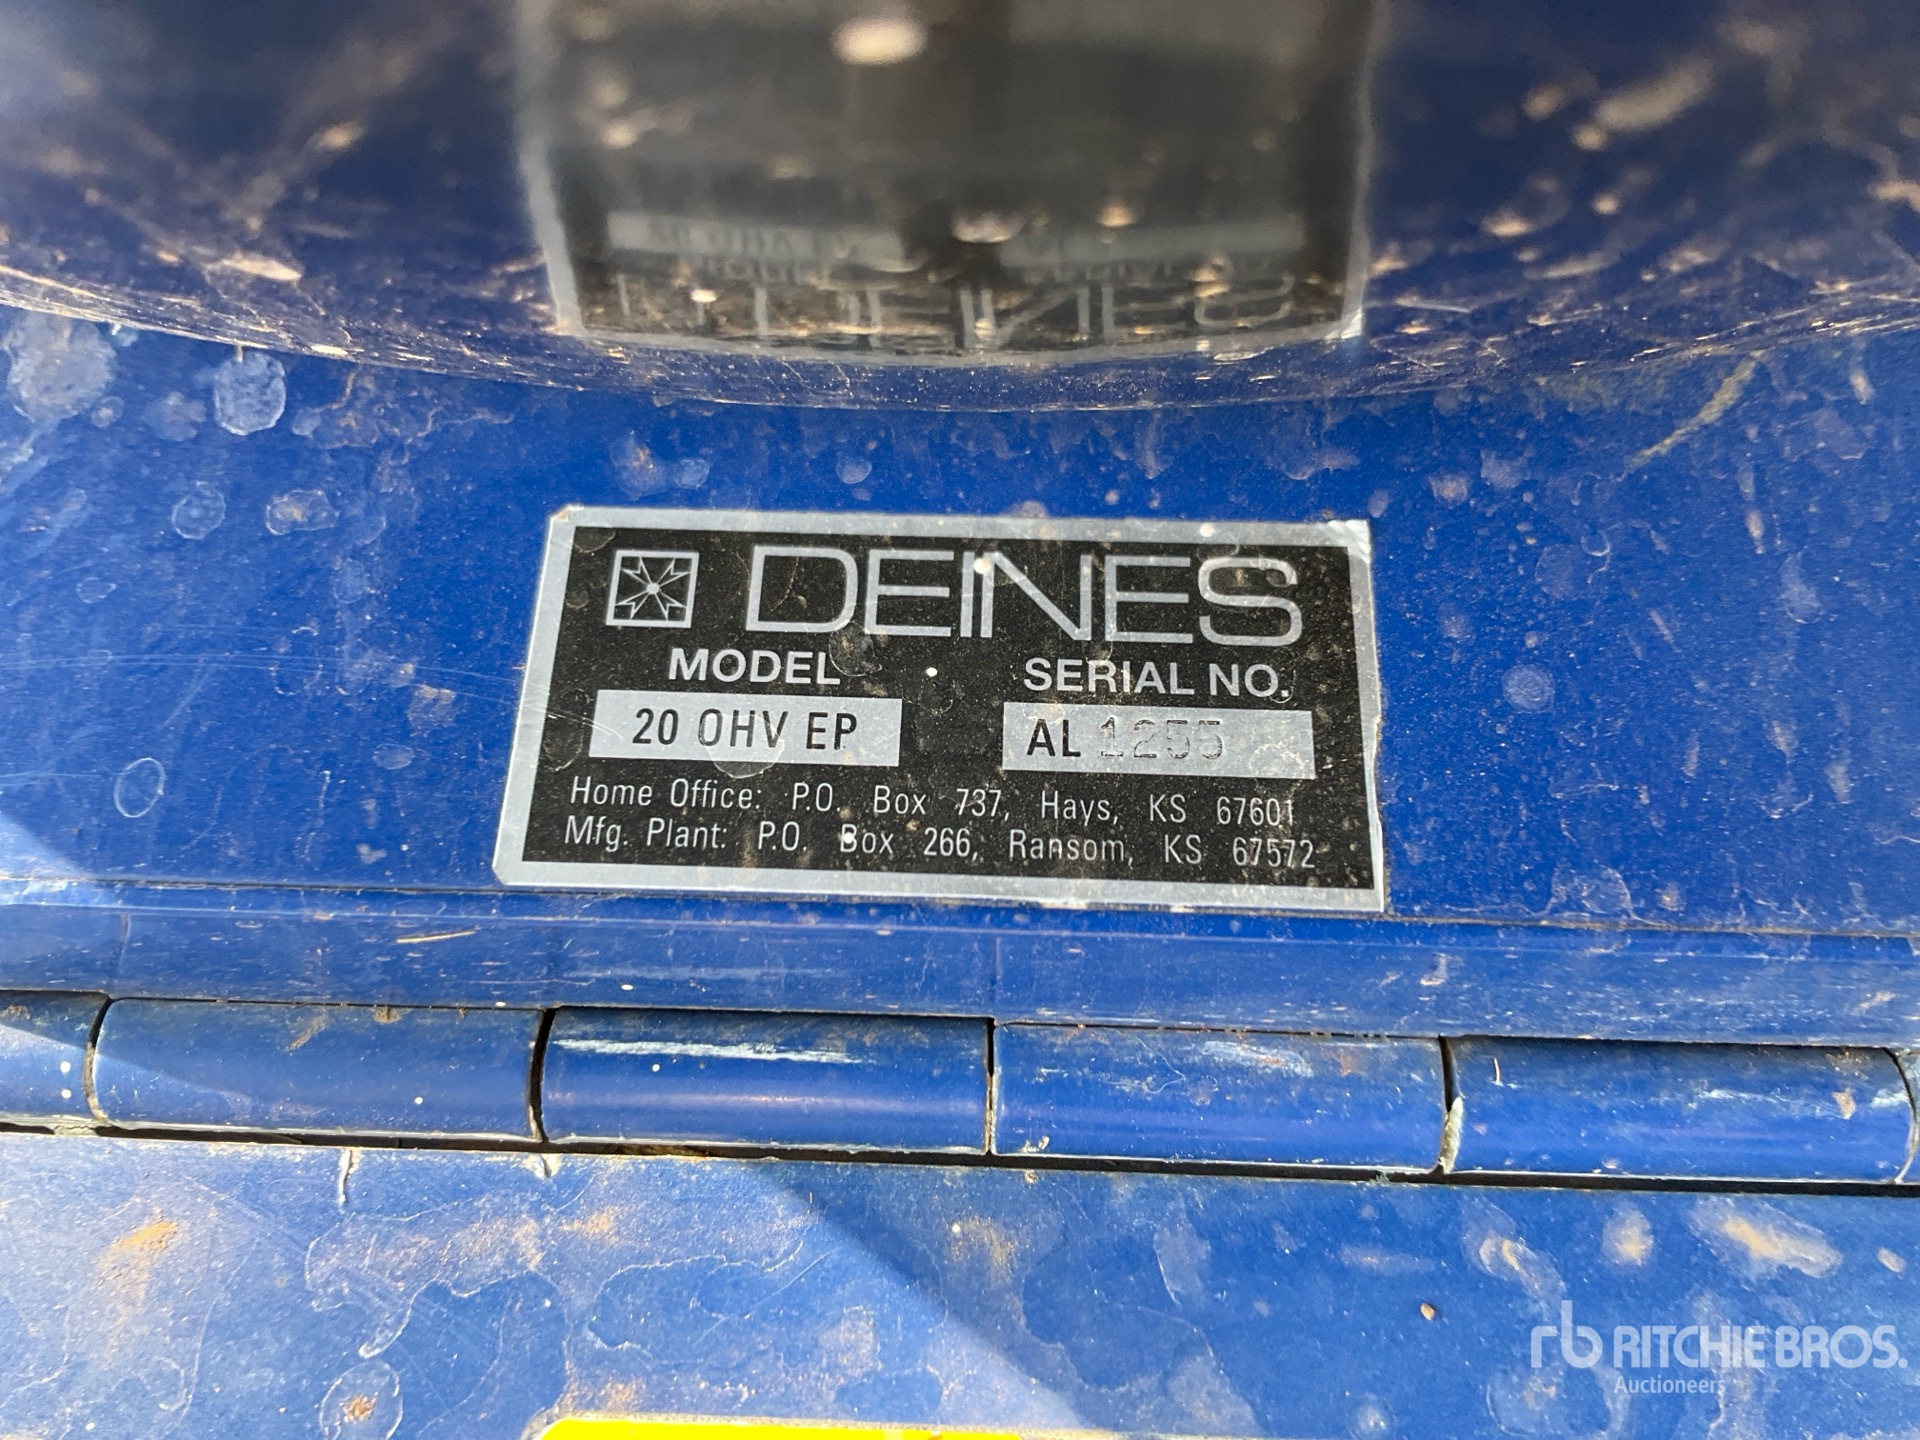 DEINES
MODEL SERIAL NO.
20 OHV EP AL 1255
Home Office: P.O. Box 737, Hays, KS 67601
Mfg. Plant: P.O. Box 266, Ransom, KS 67572
rb RITCHIE BROS.
Auctioneers